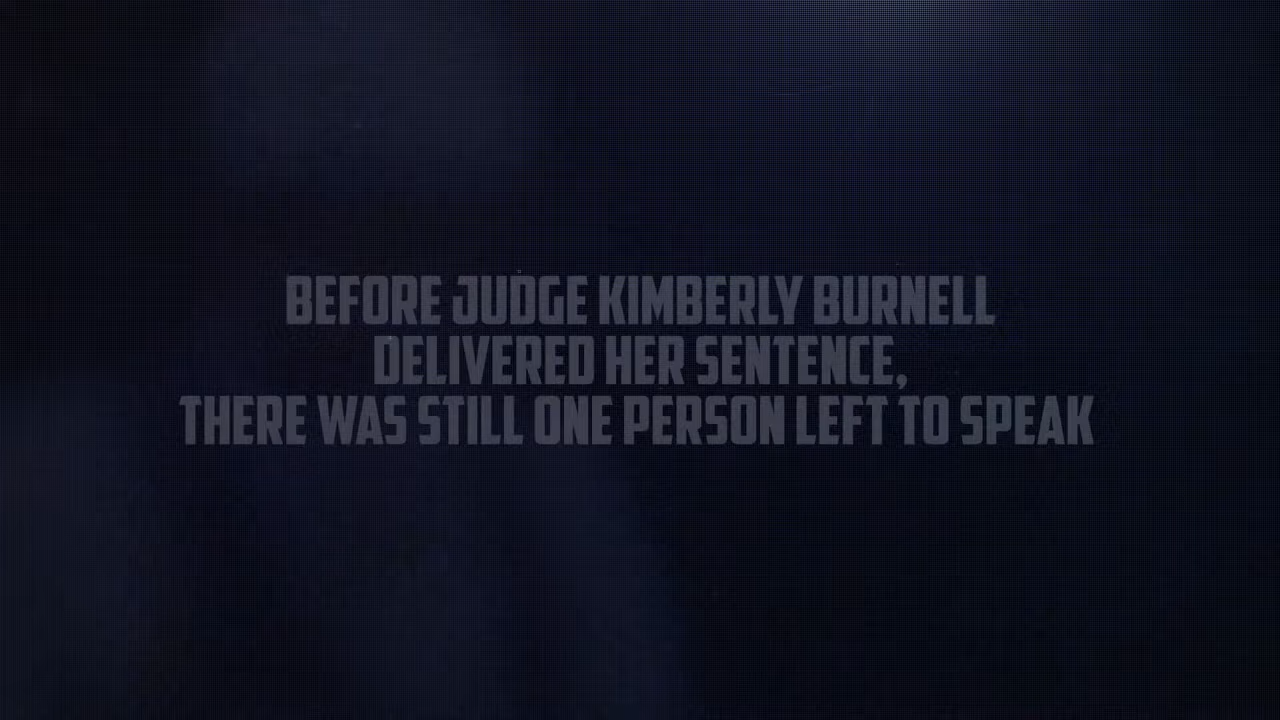 BEFORE JUDGE KIMBERLY BURNELL
DELIVERED HER SENTENCE,
THERE WAS STILL ONE PERSON LEFT TO SPEAK